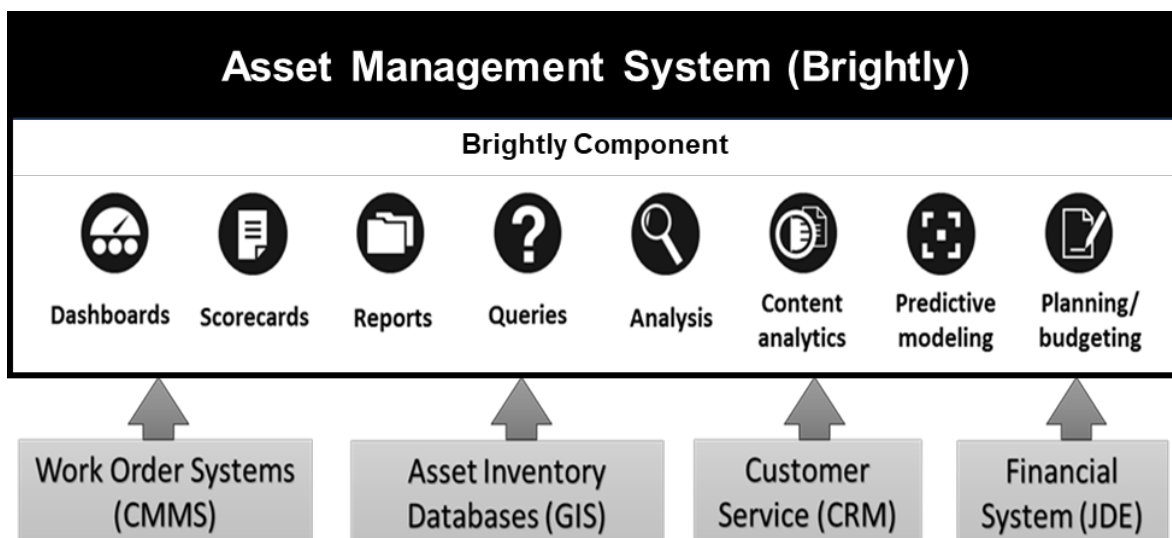 Asset Management System (Brightly)
Brightly Component
Dashboards
Scorecards
Reports
Queries
Analysis
Content
analytics
Predictive
modeling
Planning/
budgeting
Work Order Systems
(CMMS)
Asset Inventory
Databases (GIS)
Customer
Service (CRM)
Financial
System (JDE)